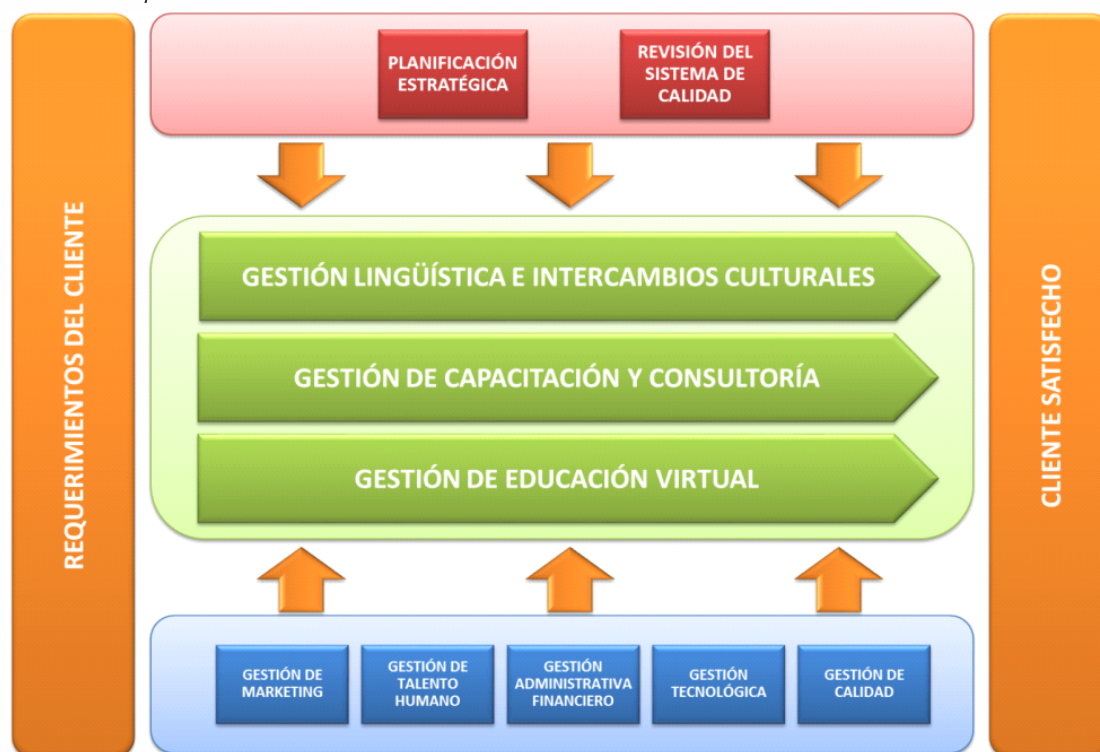 REQUERIMIENTOS DEL CLIENTE
PLANIFICACIÓN
ESTRATÉGICA
REVISIÓN DEL
SISTEMA DE
CALIDAD
GESTIÓN LINGÜÍSTICA E INTERCAMBIOS CULTURALES
GESTIÓN DE CAPACITACIÓN Y CONSULTORÍA
GESTIÓN DE EDUCACIÓN VIRTUAL
GESTIÓN DE
MARKETING
GESTIÓN DE
TALENTO
HUMANO
GESTIÓN
ADMINISTRATIVA
FINANCIERO
GESTIÓN
TECNOLÓGICA
GESTIÓN DE
CALIDAD
CLIENTE SATISFECHO